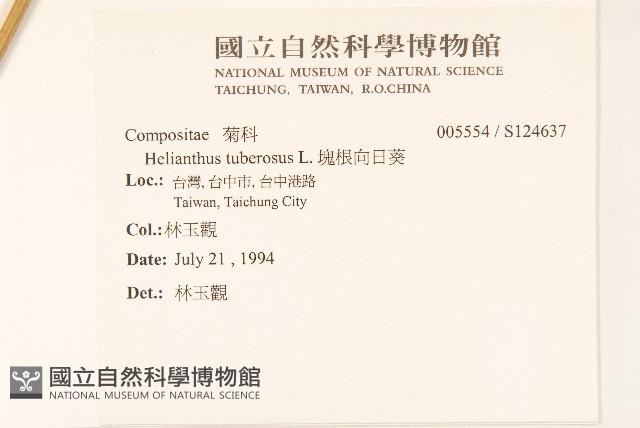 國立自然科學博物館
NATIONAL MUSEUM OF NATURAL SCIENCE
TAICHUNG, TAIWAN, R.O.CHINA
Compositae 菊科 005554 / S124637
Helianthus tuberosus L. 塊根向日葵
Loc.: 台灣, 台中市, 台中港路
Taiwan, Taichung City
Col.: 林玉觀
Date: July 21 , 1994
Det.: 林玉觀
國立自然科學博物館
NATIONAL MUSEUM OF NATURAL SCIENCE